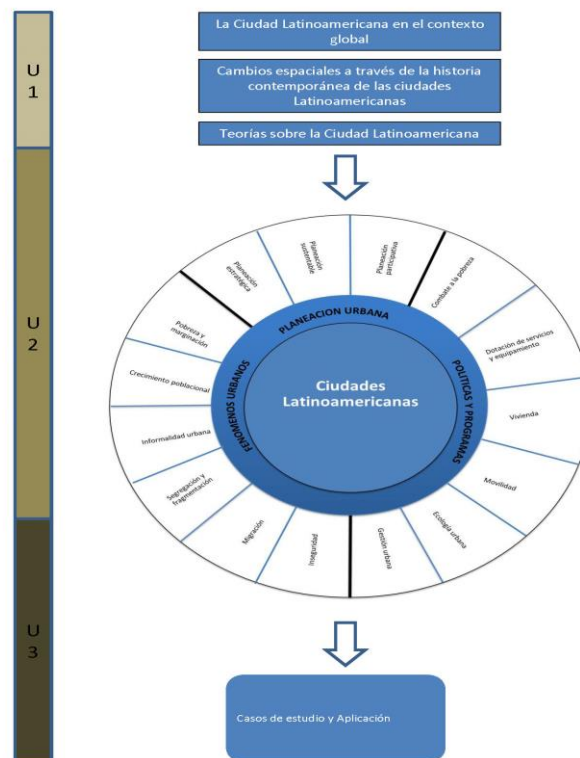 U
1
La Ciudad Latinoamericana en el contexto
global
Cambios espaciales a través de la historia
contemporánea de las ciudades
Latinoamericanas
Teorías sobre la Ciudad Latinoamericana
U
2
Planeación
estratégica
Planeación
sustentable
Planeación
participativa
Combate a la pobreza
Dotación de servicios
y equipamiento
Vivienda
Movilidad
Ecología urbana
Gestión urbana
Inseguridad
Migración
Segregación y
fragmentación
Informalidad urbana
Crecimiento poblacional
Pobreza y
marginación
PLANEACION URBANA
POLITICAS Y PROGRAMAS
FENOMENOS URBANOS
Ciudades
Latinoamericanas
U
3
Casos de estudio y Aplicación